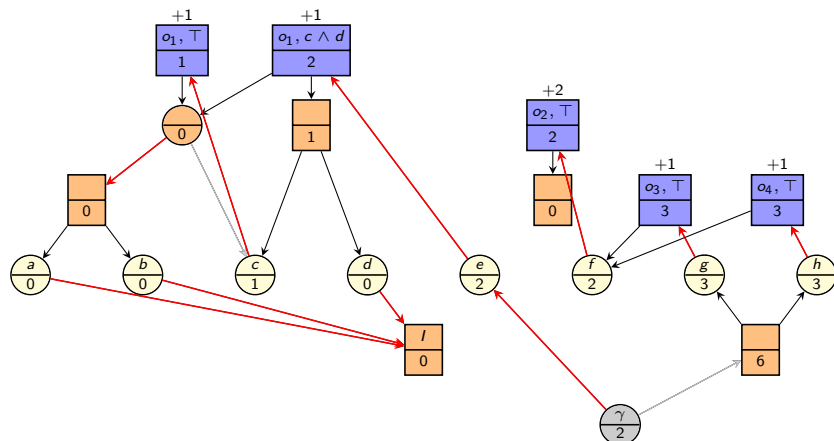 +1 +1
o₁, ⊤ o₁, c ∧ d
1 2
+2
o₂, ⊤
2
0
1
+1 +1
o₃, ⊤ o₄, ⊤
3 3
0 0
a b c d e f g h
0 0 1 0 2 2 3 3
I
0
6
γ
2